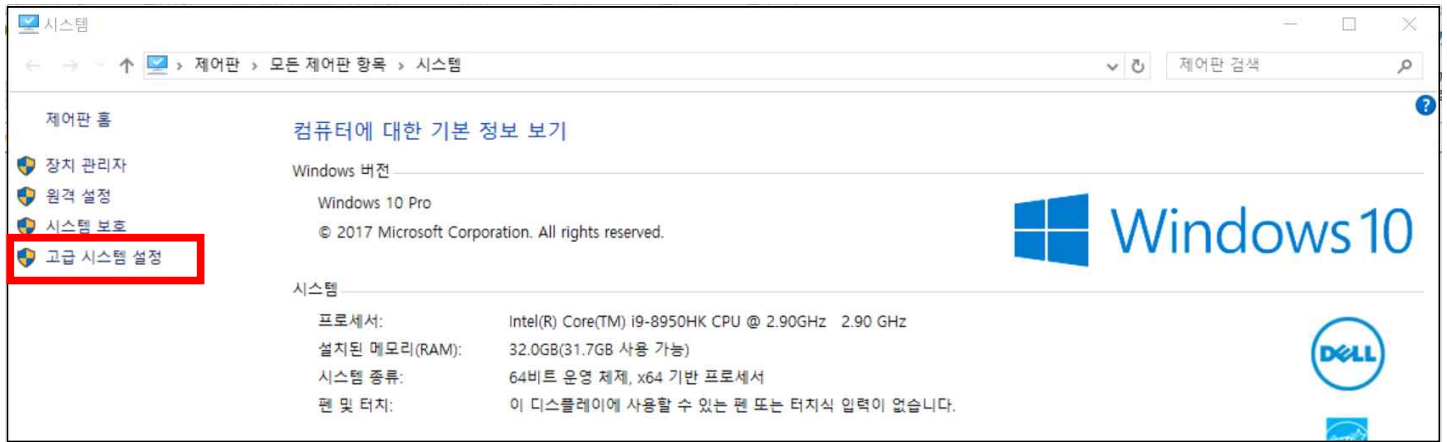 시스템
제어판 > 모든 제어판 항목 > 시스템
제어판 검색
제어판 홈
장치 관리자
원격 설정
시스템 보호
고급 시스템 설정
컴퓨터에 대한 기본 정보 보기
Windows 버전
Windows 10 Pro
© 2017 Microsoft Corporation. All rights reserved.
Windows 10
시스템
프로세서: Intel(R) Core(TM) i9-8950HK CPU @ 2.90GHz 2.90 GHz
설치된 메모리(RAM): 32.0GB(31.7GB 사용 가능)
시스템 종류: 64비트 운영 체제, x64 기반 프로세서
펜 및 터치: 이 디스플레이에 사용할 수 있는 펜 또는 터치식 입력이 없습니다.
DELL